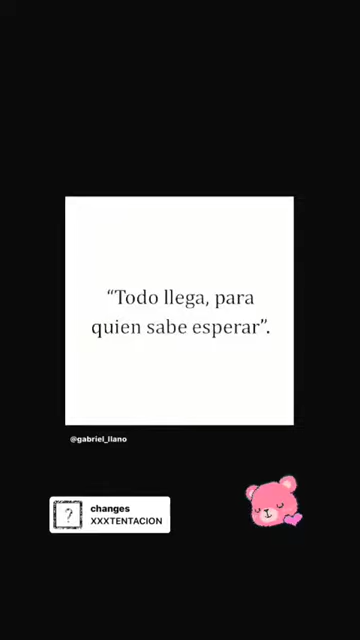 “Todo llega, para
quien sabe esperar”.
@gabriel_llano
?
changes
XXXTENTACION